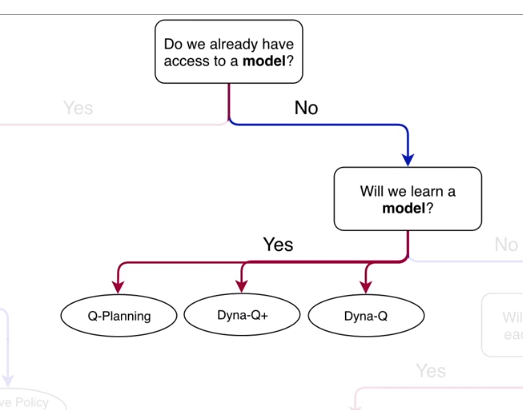 Do we already have
access to a model?
Yes
No
Will we learn a
model?
Yes
No
Q-Planning
Dyna-Q+
Dyna-Q
Will
Yes
Policy